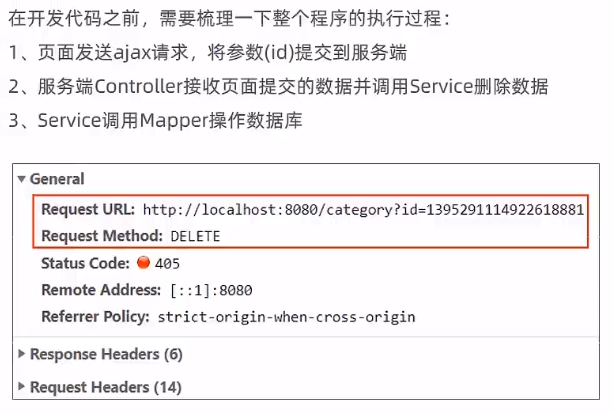 在开发代码之前，需要梳理一下整个程序的执行过程：
1、页面发送ajax请求，将参数(id)提交到服务端
2、服务端Controller接收页面提交的数据并调用Service删除数据
3、Service调用Mapper操作数据库
General
Request URL: http://localhost:8080/category?id=1395291114922618881
Request Method: DELETE
Status Code: 405
Remote Address: [::1]:8080
Referrer Policy: strict-origin-when-cross-origin
Response Headers (6)
Request Headers (14)